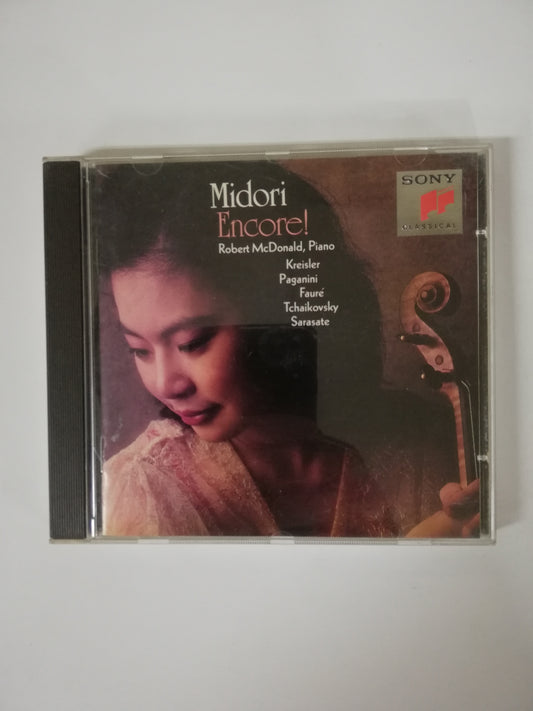 Midori
Encore!
Robert McDonald, Piano
Kreisler
Paganini
Fauré
Tchaikovsky
Sarasate
SONY
CLASSICAL